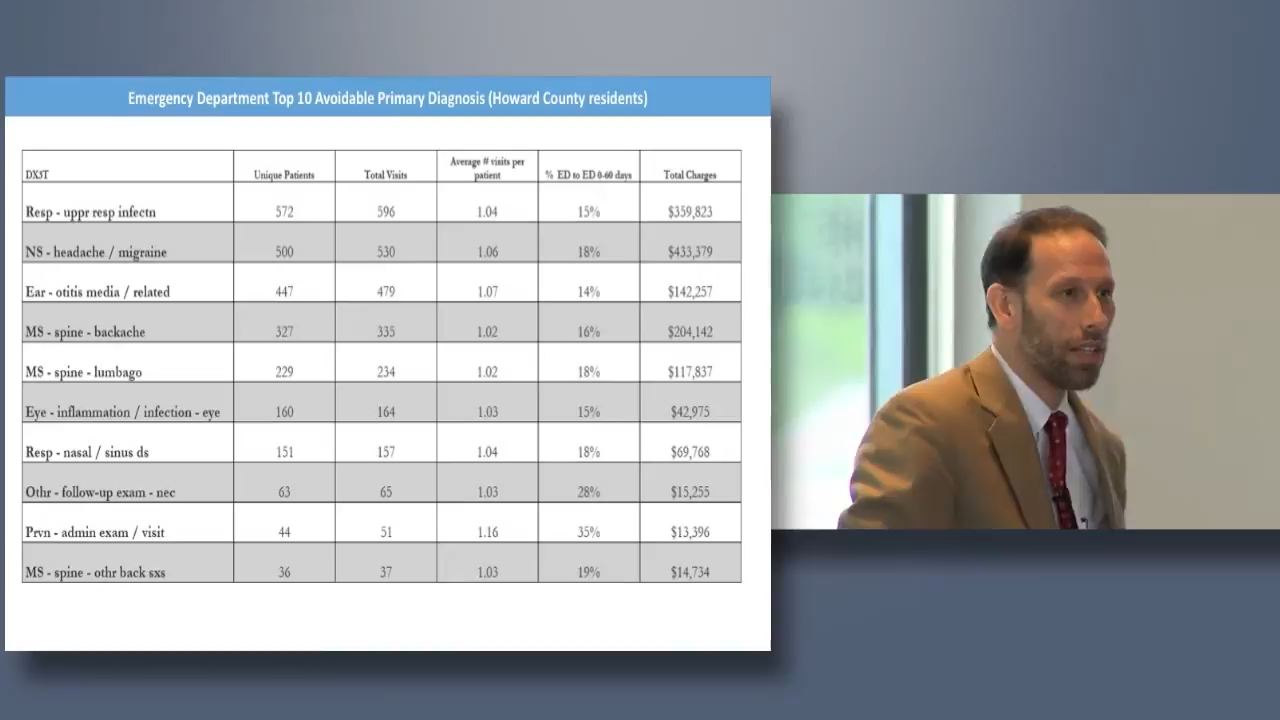 Emergency Department Top 10 Avoidable Primary Diagnosis (Howard County residents)
DX3T Unique Patients Total Visits Average # visits per patient % ED to ED 0-60 days Total Charges
Resp - uppr resp infectn 572 596 1.04 15% $359,823
NS - headache / migraine 500 530 1.06 18% $433,379
Ear - otitis media / related 447 479 1.07 14% $142,257
MS - spine - backache 327 335 1.02 16% $204,142
MS - spine - lumbago 229 234 1.02 18% $117,837
Eye - inflammation / infection - eye 160 164 1.03 15% $42,975
Resp - nasal / sinus ds 151 157 1.04 18% $69,768
Othr - follow-up exam - nec 63 65 1.03 28% $15,255
Prvn - admin exam / visit 44 51 1.16 35% $13,396
MS - spine - othr back sxs 36 37 1.03 19% $14,734